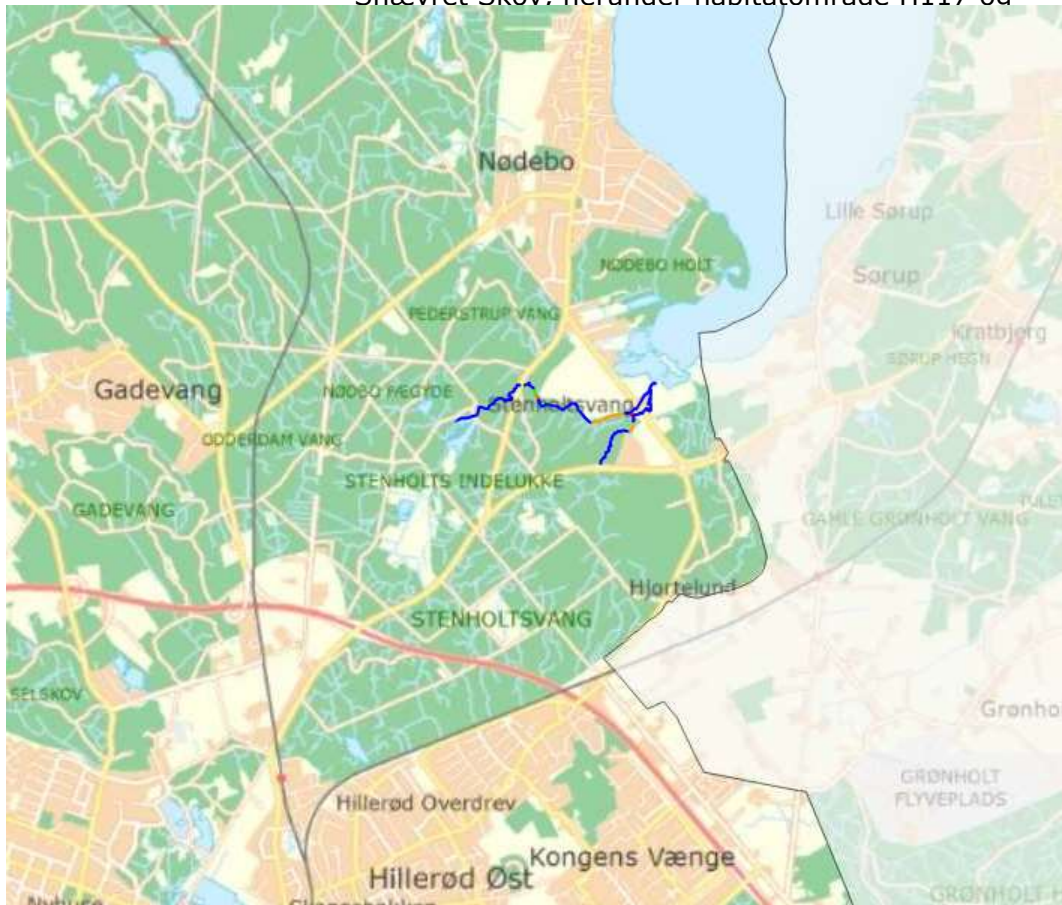 Snævret Skov, herunder habitatområde H117 og
Nødebo
Lille Sørup
NØDEBO HOLT
Sørup
PEDERSTRUP VANG
Kratbjerg
SØRUP HEGN
Gadevang
NØDBO FÆGYDE
Stenholtsvang
ODDERDAM VANG
STENHOLTS INDELUKKE
GADEVANG
GAMLE GRØNHOLT VANG
Hjortelund
STENHOLTSVANG
SELSKOV
Grønho
GRØNHOLT
FLYVEPLADS
Hillerød Overdrev
Kongens Vænge
Hillerød Øst
GRØNHOLT H